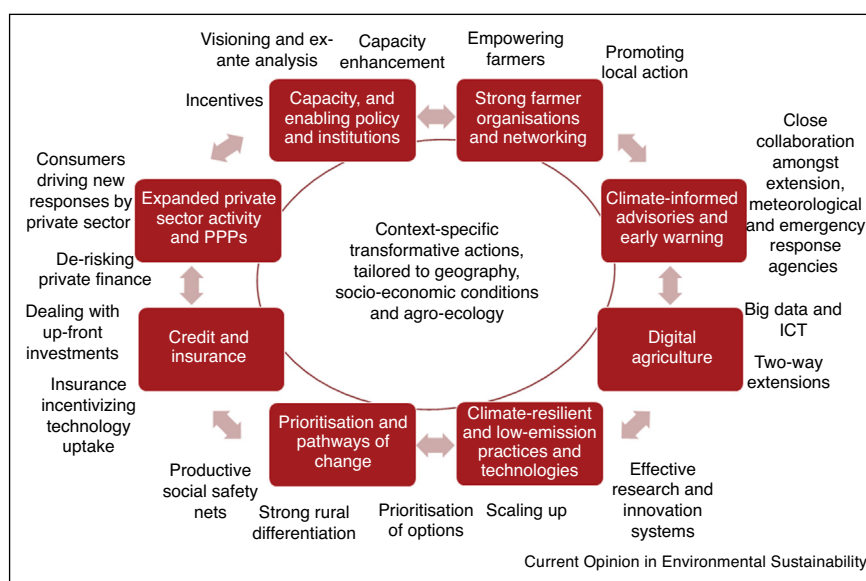 Visioning and ex-
ante analysis
Capacity
enhancement
Empowering
farmers
Promoting
local action
Incentives
Capacity, and
enabling policy
and institutions
Strong farmer
organisations
and networking
Close
collaboration
amongst
extension,
meteorological
and emergency
response
agencies
Consumers
driving new
responses by
private sector
Expanded private
sector activity
and PPPs
Climate-informed
advisories and
early warning
Context-specific
transformative actions,
tailored to geography,
socio-economic conditions
and agro-ecology
De-risking
private finance
Dealing with
up-front
investments
Credit and
insurance
Digital
agriculture
Big data and
ICT
Two-way
extensions
Insurance
incentivizing
technology
uptake
Prioritisation and
pathways of
change
Climate-resilient
and low-emission
practices and
technologies
Productive
social safety
nets
Strong rural
differentiation
Prioritisation
of options
Scaling up
Effective
research and
innovation
systems
Current Opinion in Environmental Sustainability